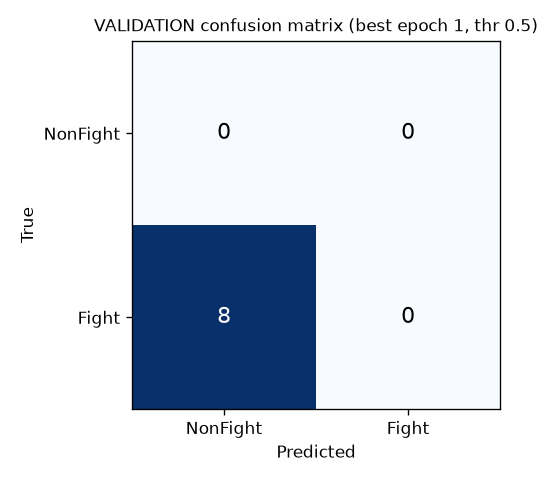 VALIDATION confusion matrix (best epoch 1, thr 0.5)
True
NonFight
0 0
Fight
8 0
NonFight Fight
Predicted